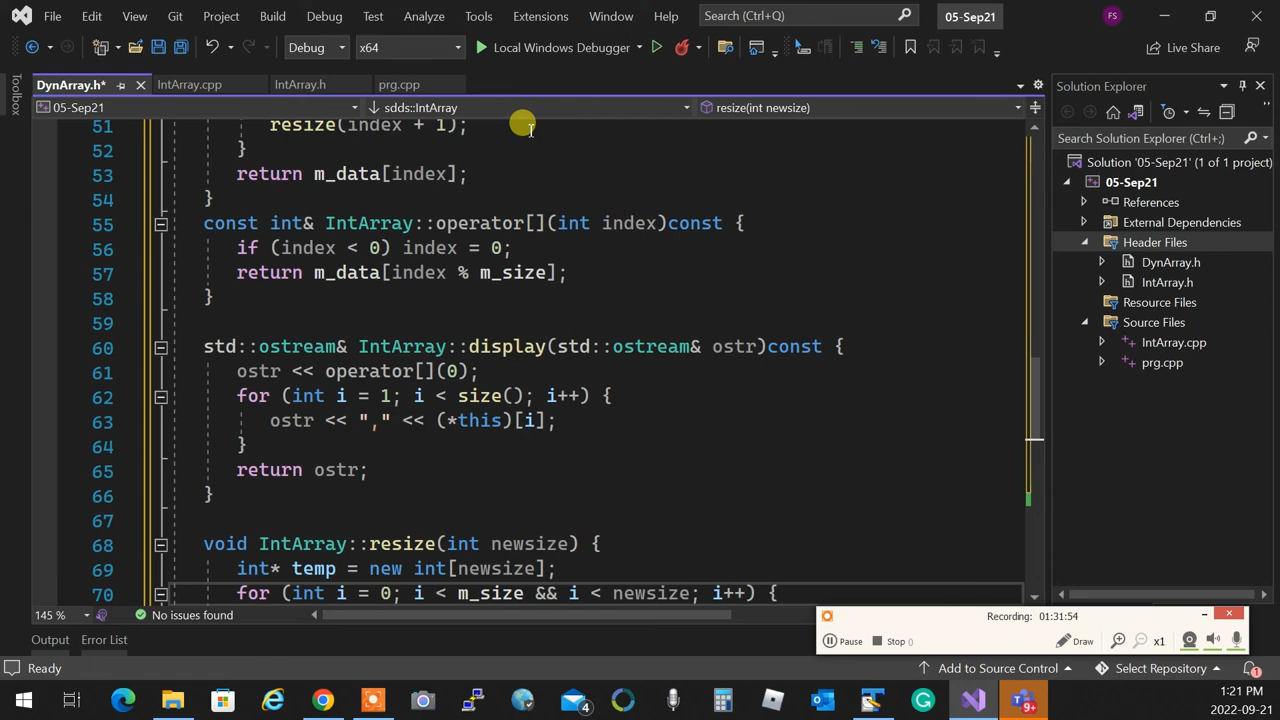 File Edit View Git Project Build Debug Test Analyze Tools Extensions Window Help Search (Ctrl+Q) 05-Sep21 FS
Debug x64 Local Windows Debugger Live Share
DynArray.h* IntArray.cpp IntArray.h prg.cpp
05-Sep21 sdds::IntArray resize(int newsize)
Toolbox
51 resize(index + 1);
52 }
53 return m_data[index];
54 }
55 const int& IntArray::operator[](int index)const {
56 if (index < 0) index = 0;
57 return m_data[index % m_size];
58 }
59
60 std::ostream& IntArray::display(std::ostream& ostr)const {
61 ostr << operator[](0);
62 for (int i = 1; i < size(); i++) {
63 ostr << "," << (*this)[i];
64 }
65 return ostr;
66 }
67
68 void IntArray::resize(int newsize) {
69 int* temp = new int[newsize];
70 for (int i = 0; i < m_size && i < newsize; i++) {
145 % No issues found
Solution Explorer
Search Solution Explorer (Ctrl+;)
Solution '05-Sep21' (1 of 1 project)
05-Sep21
References
External Dependencies
Header Files
DynArray.h
IntArray.h
Resource Files
Source Files
IntArray.cpp
prg.cpp
Recording: 01:31:54
Pause Stop Draw x1
Output Error List
Ready Add to Source Control Select Repository 1
4 9+ 1:21 PM
2022-09-21